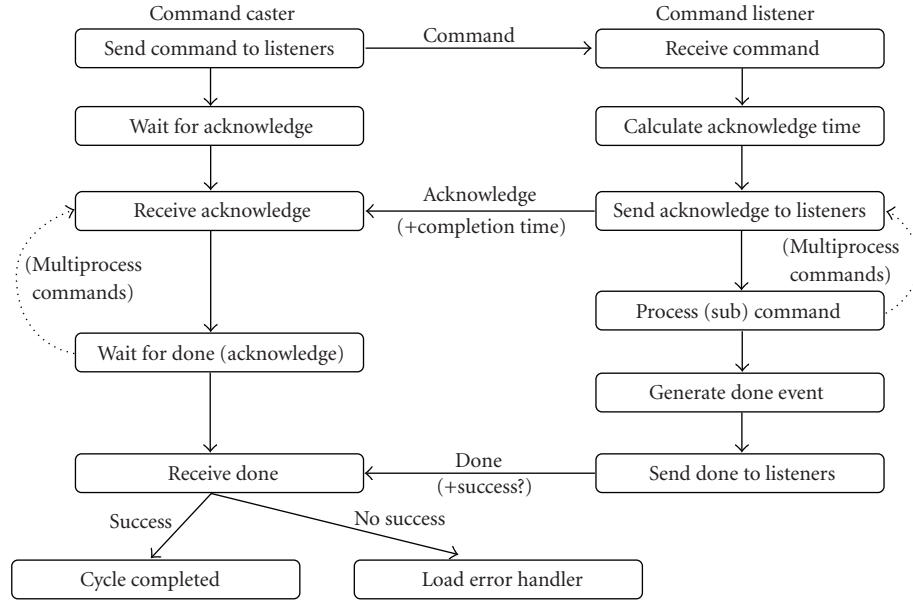 Command caster
Command listener
Send command to listeners
Command
Receive command
Wait for acknowledge
Calculate acknowledge time
Receive acknowledge
Acknowledge
(+completion time)
Send acknowledge to listeners
(Multiprocess
commands)
(Multiprocess
commands)
Process (sub) command
Wait for done (acknowledge)
Generate done event
Receive done
Done
(+success?)
Send done to listeners
Success
No success
Cycle completed
Load error handler